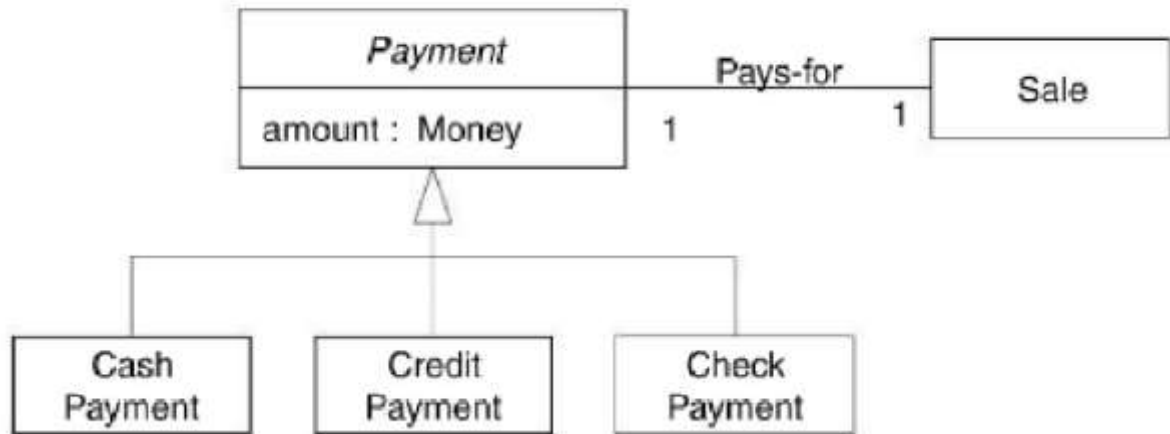 Payment
Pays-for
Sale
amount : Money
1
1
Cash
Payment
Credit
Payment
Check
Payment